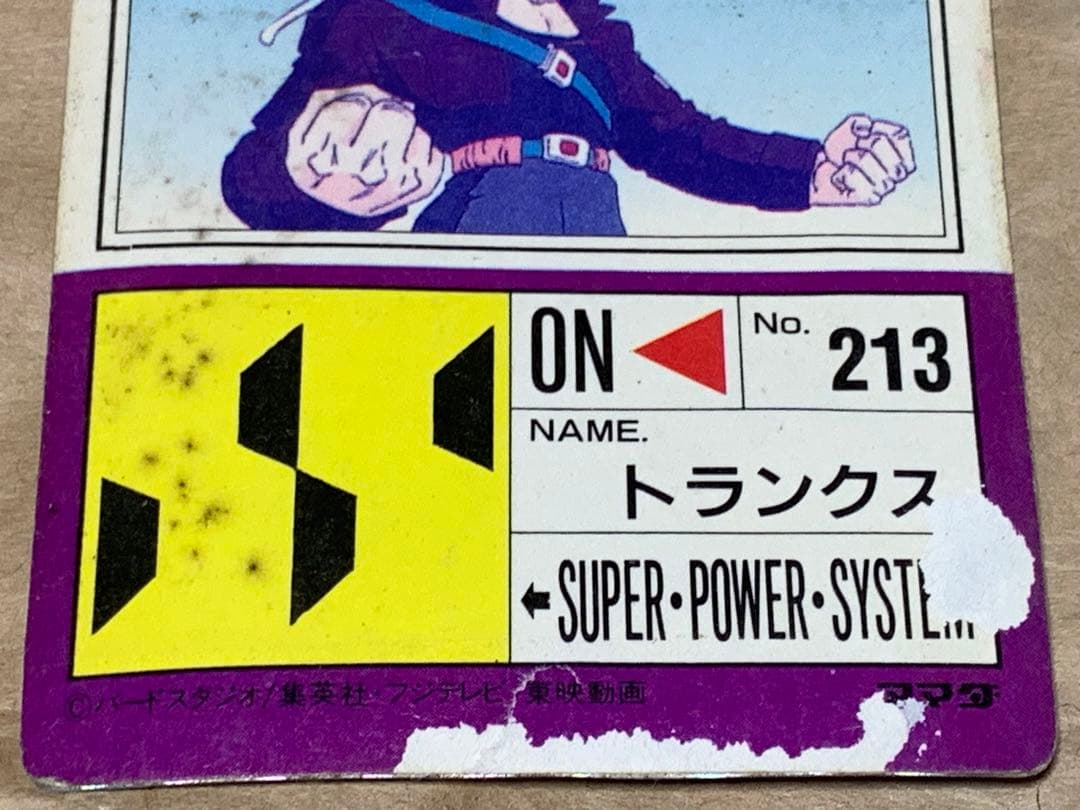 ON
No. 213
NAME.
トランクス
SUPER・POWER・SYSTEM
©バードスタジオ/集英社・フジテレビ・東映動画
アマダ